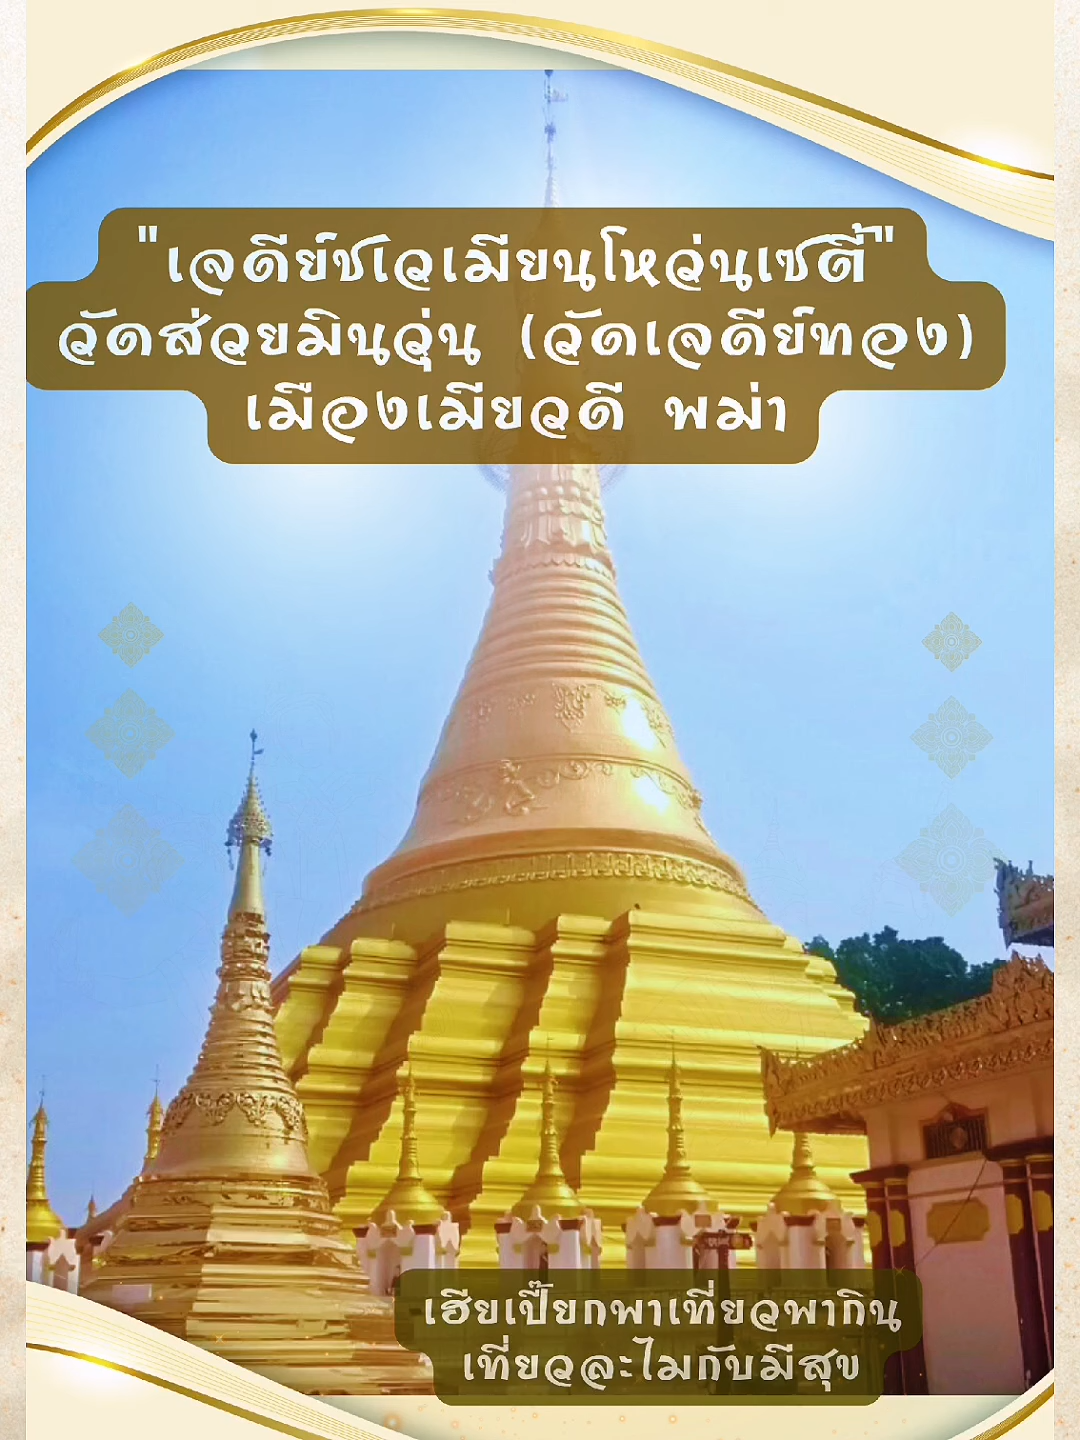 "เจดีย์ชเวเมียนโหว่นเซตี้"
วัดส่วยมินวุ่น (วัดเจดีย์ทอง)
เมืองเมียวดี พม่า
เฮียเปี๊ยกพาเที่ยวพากิน
เที่ยวละไมกับมีสุข